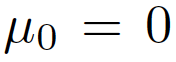 μ₀ = 0